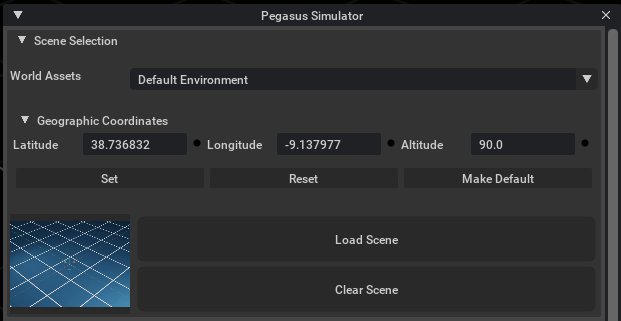 Pegasus Simulator
Scene Selection
World Assets Default Environment
Geographic Coordinates
Latitude 38.736832 Longitude -9.137977 Altitude 90.0
Set Reset Make Default
Load Scene
Clear Scene